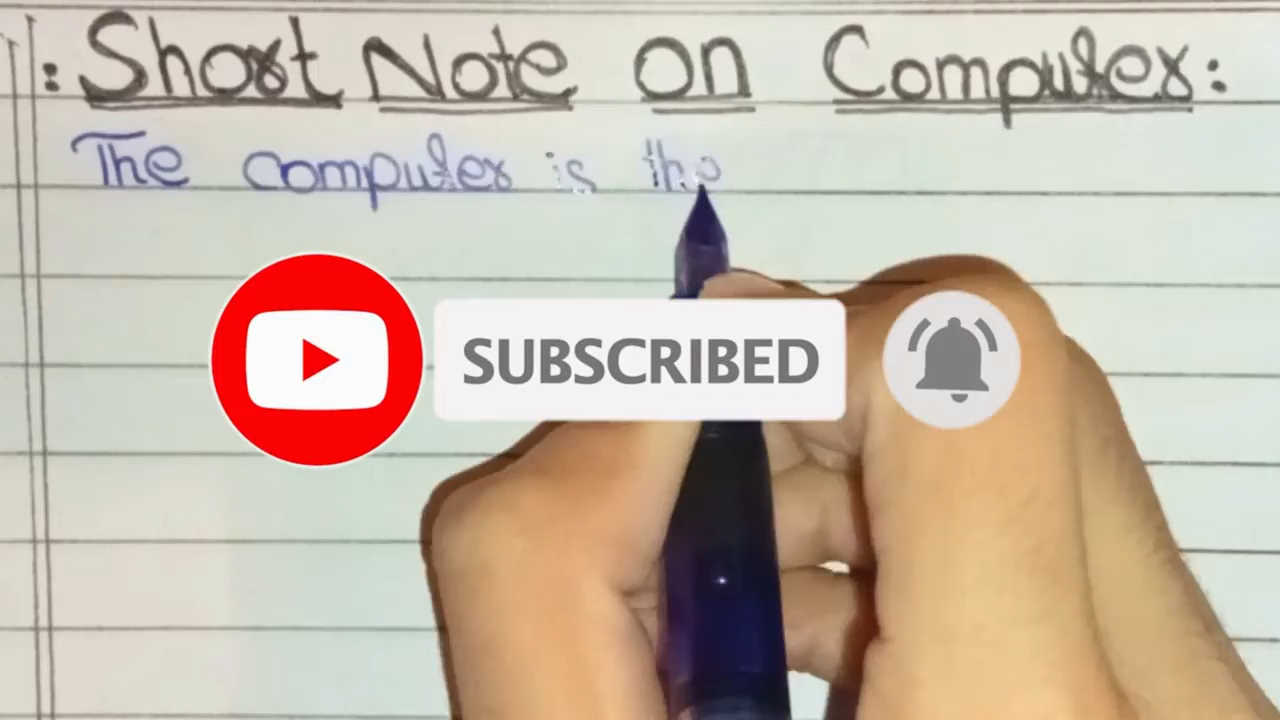 : Short Note on Computer :
The computer is the
SUBSCRIBED